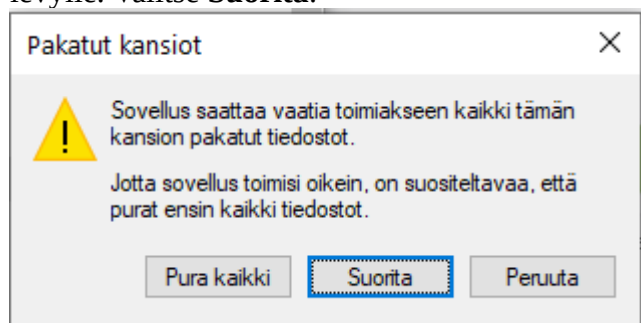 levylle. Valitse Suorita.
Pakatut kansiot
Sovellus saattaa vaatia toimiakseen kaikki tämän
kansion pakatut tiedostot.
Jotta sovellus toimisi oikein, on suositeltavaa, että
purat ensin kaikki tiedostot.
Pura kaikki Suorita Peruuta